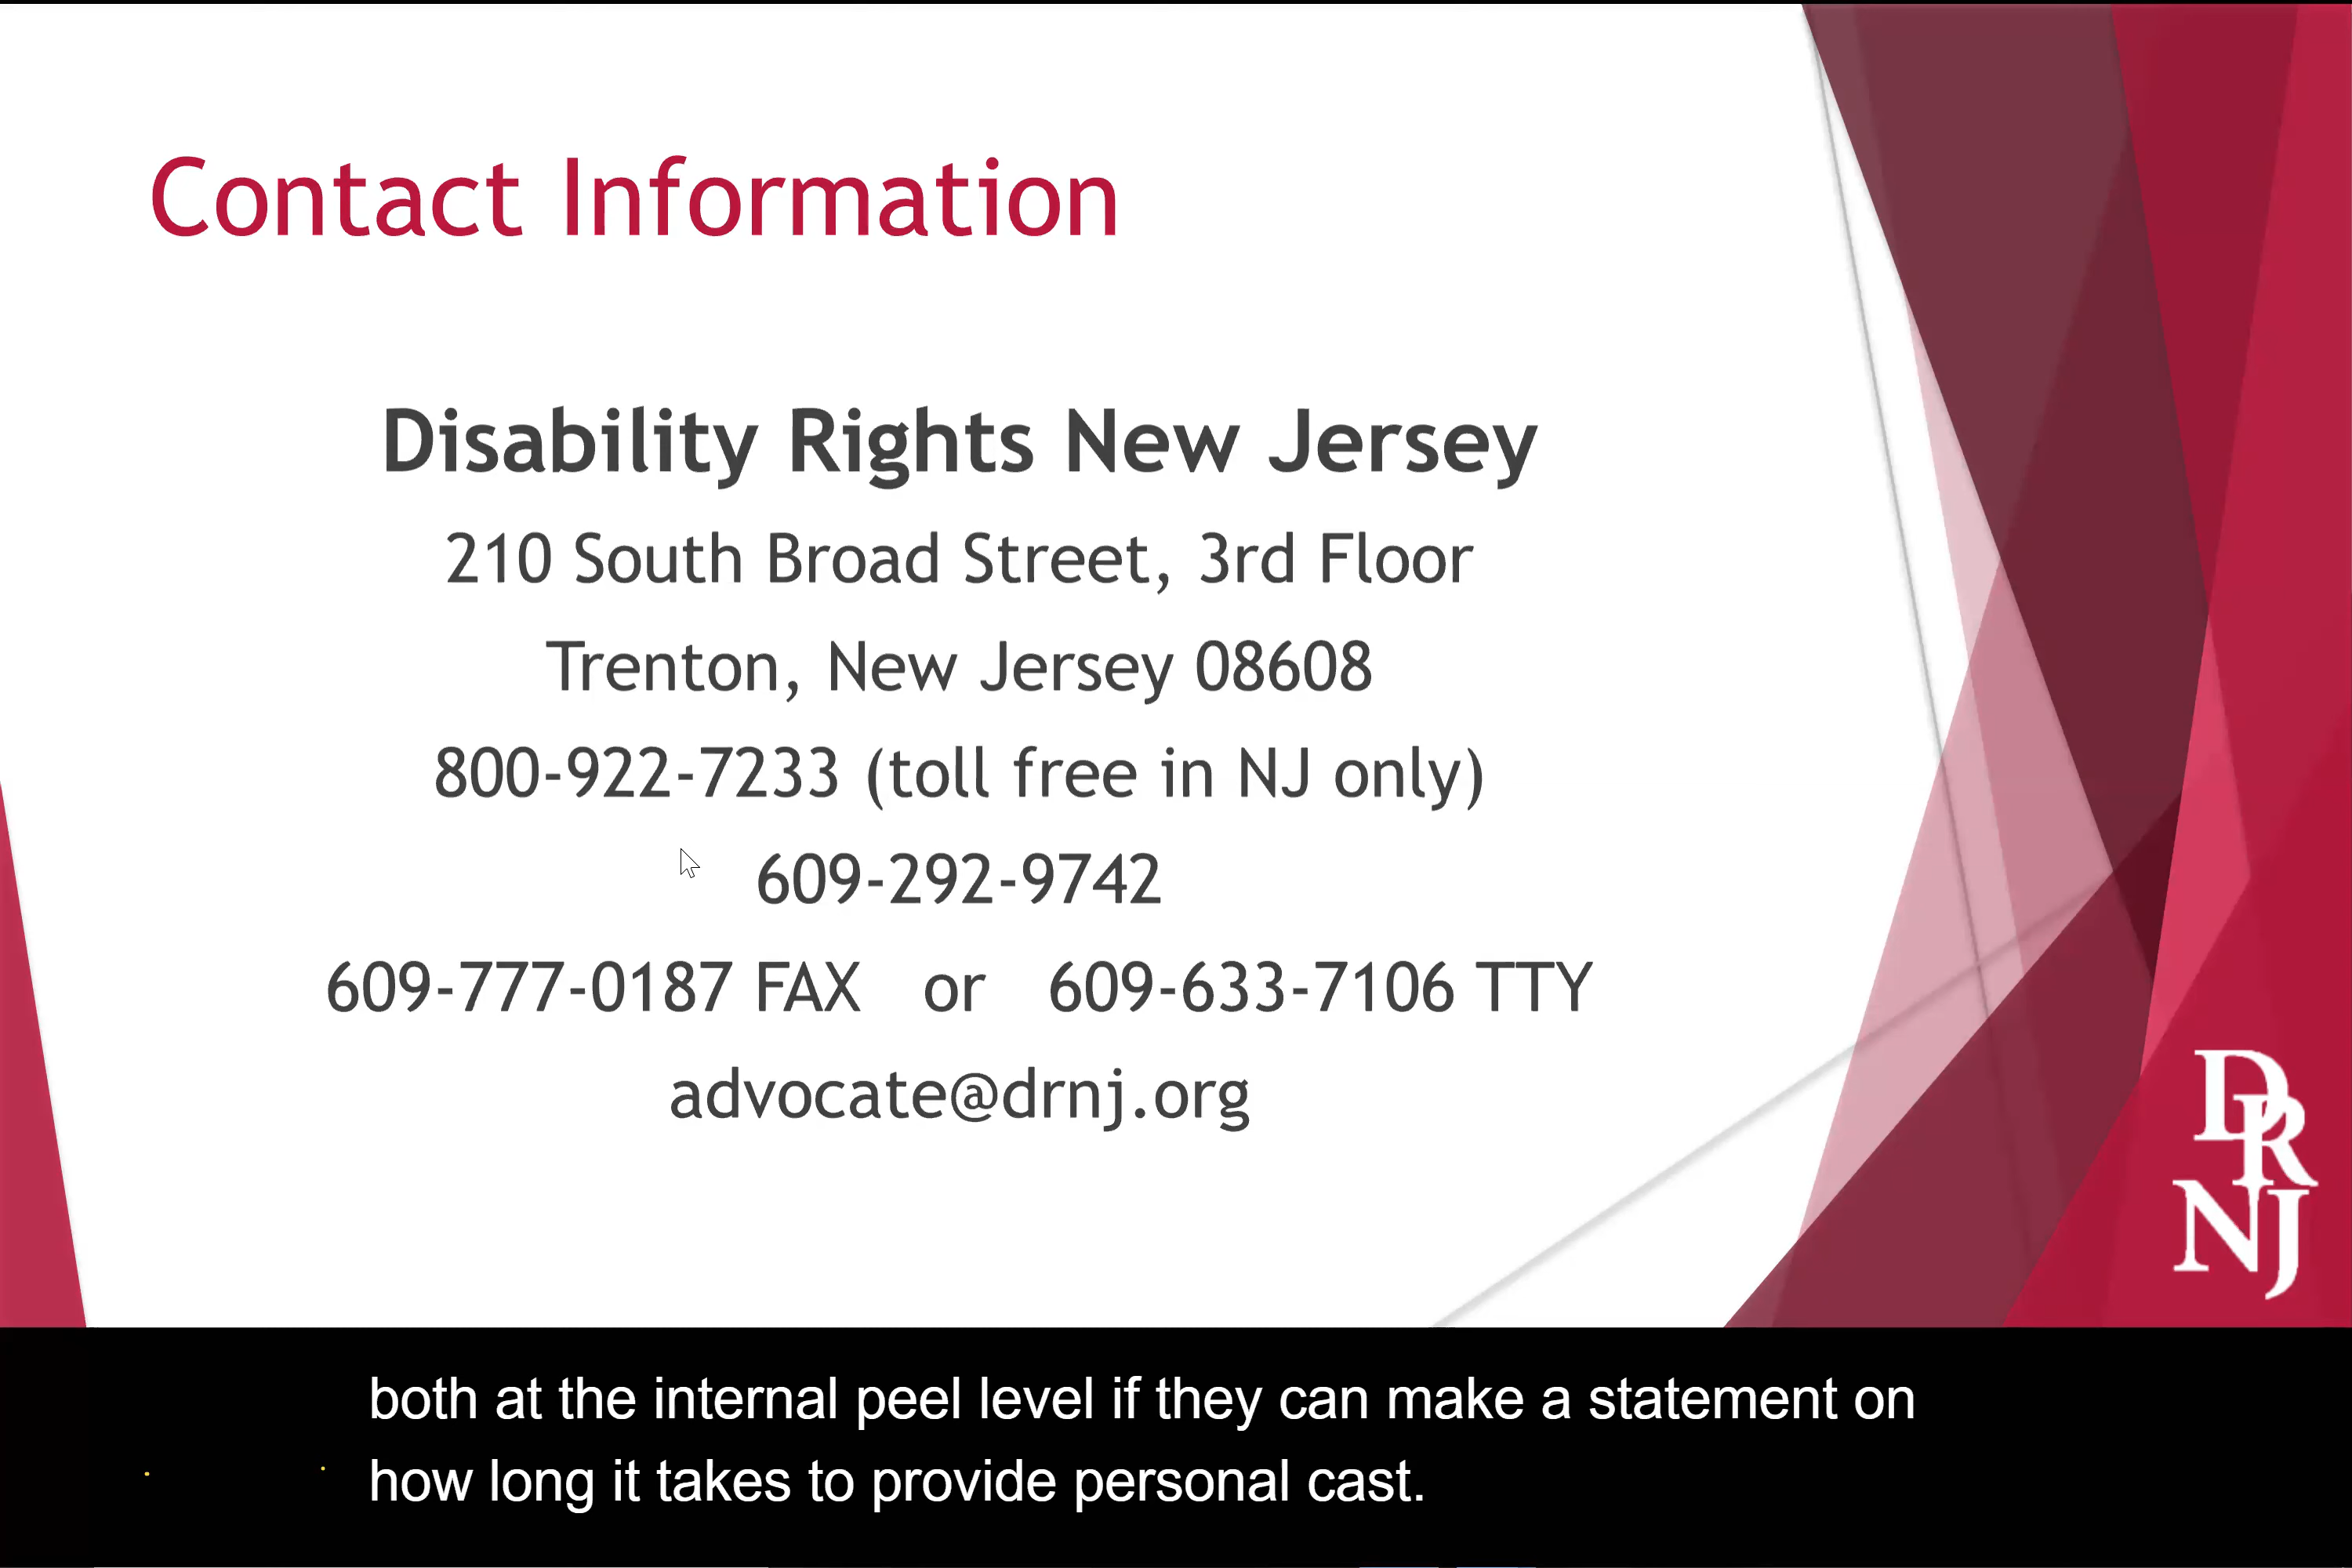 Contact Information
Disability Rights New Jersey
210 South Broad Street, 3rd Floor
Trenton, New Jersey 08608
800-922-7233 (toll free in NJ only)
609-292-9742
609-777-0187 FAX or 609-633-7106 TTY
advocate@drnj.org
DR
NJ
both at the internal peel level if they can make a statement on
how long it takes to provide personal cast.